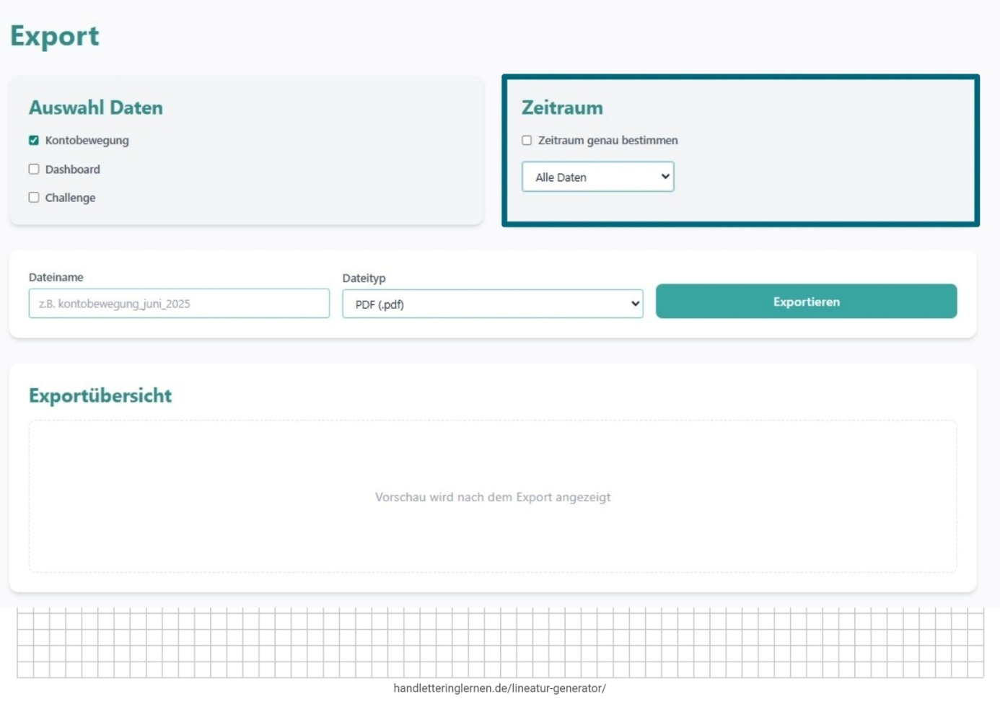 Export
Auswahl Daten
Kontobewegung
Dashboard
Challenge
Zeitraum
Zeitraum genau bestimmen
Alle Daten
Dateiname
z.B. kontobewegung_juni_2025
Dateityp
PDF (.pdf)
Exportieren
Exportübersicht
Vorschau wird nach dem Export angezeigt
handletteringlernen.de/lineatur-generator/